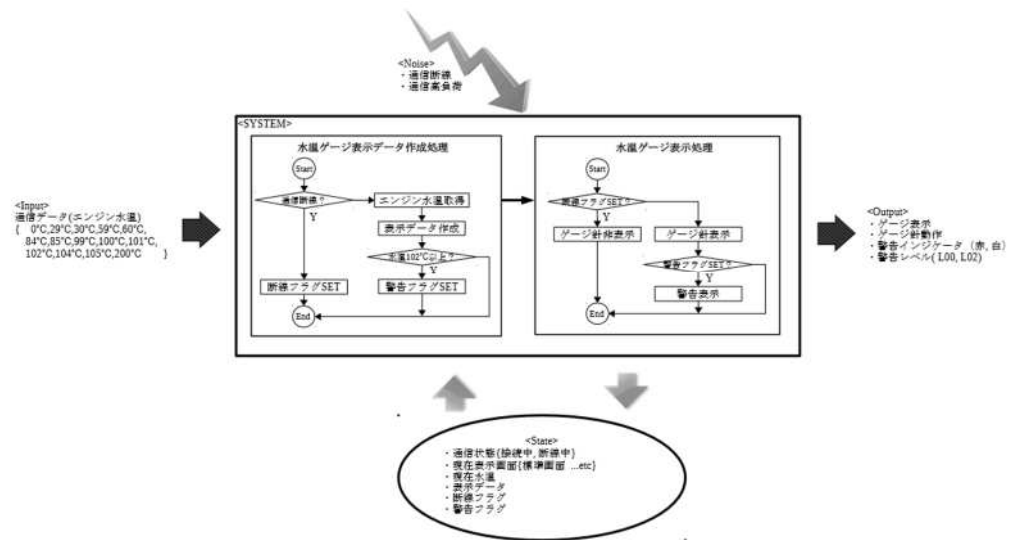 <Noise>
・通信断線
・通信高負荷
<SYSTEM>
水温ゲージ表示データ作成処理
Start
通信断線？
Y
エンジン水温取得
表示データ作成
水温102°C以上？
Y
断線フラグSET
警告フラグSET
End
水温ゲージ表示処理
Start
断線フラグSET？
Y
ゲージ針非表示
ゲージ針表示
警告フラグSET？
Y
警告表示
End
<Input>
通信データ(エンジン水温)
{ 0°C,29°C,30°C,59°C,60°C,
84°C,85°C,99°C,100°C,101°C,
102°C,104°C,105°C,200°C }
<Output>
・ゲージ表示
・ゲージ針動作
・警告インジケータ（赤, 白）
・警告レベル( L00, L02)
<State>
・通信状態{接続中, 断線中}
・現在表示画面{標準画面 ...etc}
・現在水温
・表示データ
・断線フラグ
・警告フラグ